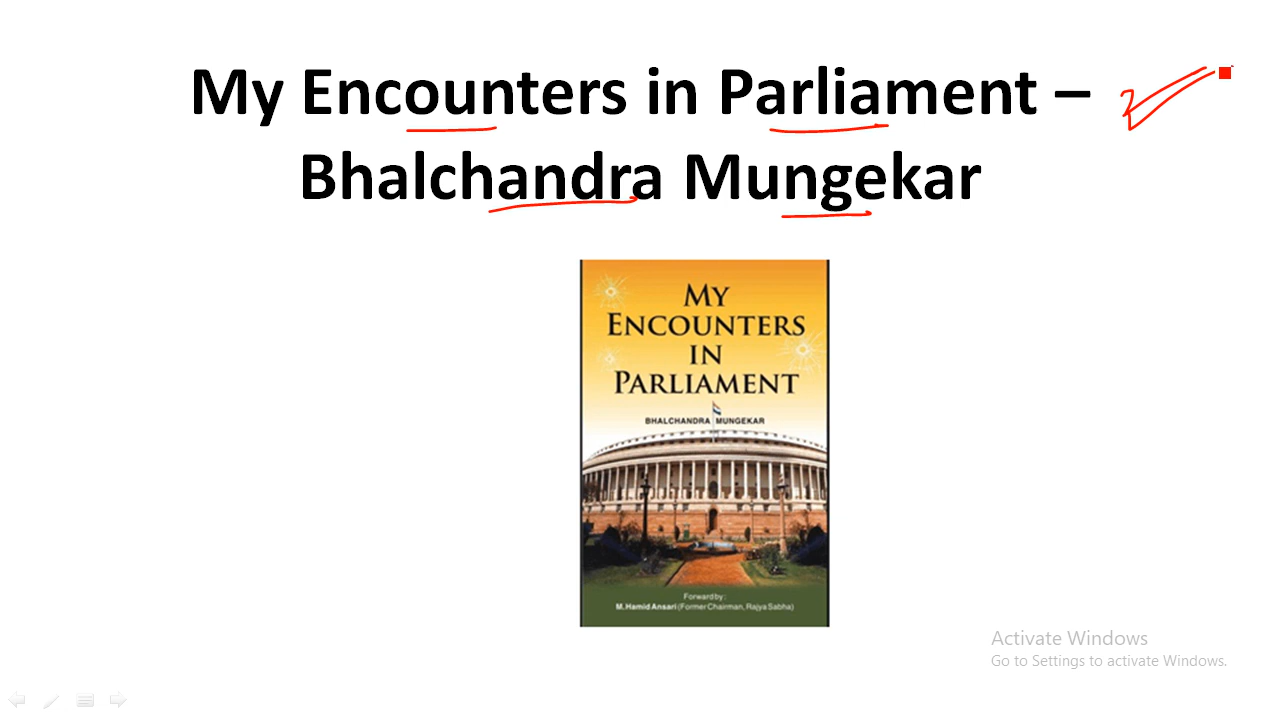 My Encounters in Parliament –
Bhalchandra Mungekar
MY
ENCOUNTERS
IN
PARLIAMENT
BHALCHANDRA MUNGEKAR
Forward by :
M. Hamid Ansari (Former Chairman, Rajya Sabha)
Activate Windows
Go to Settings to activate Windows.